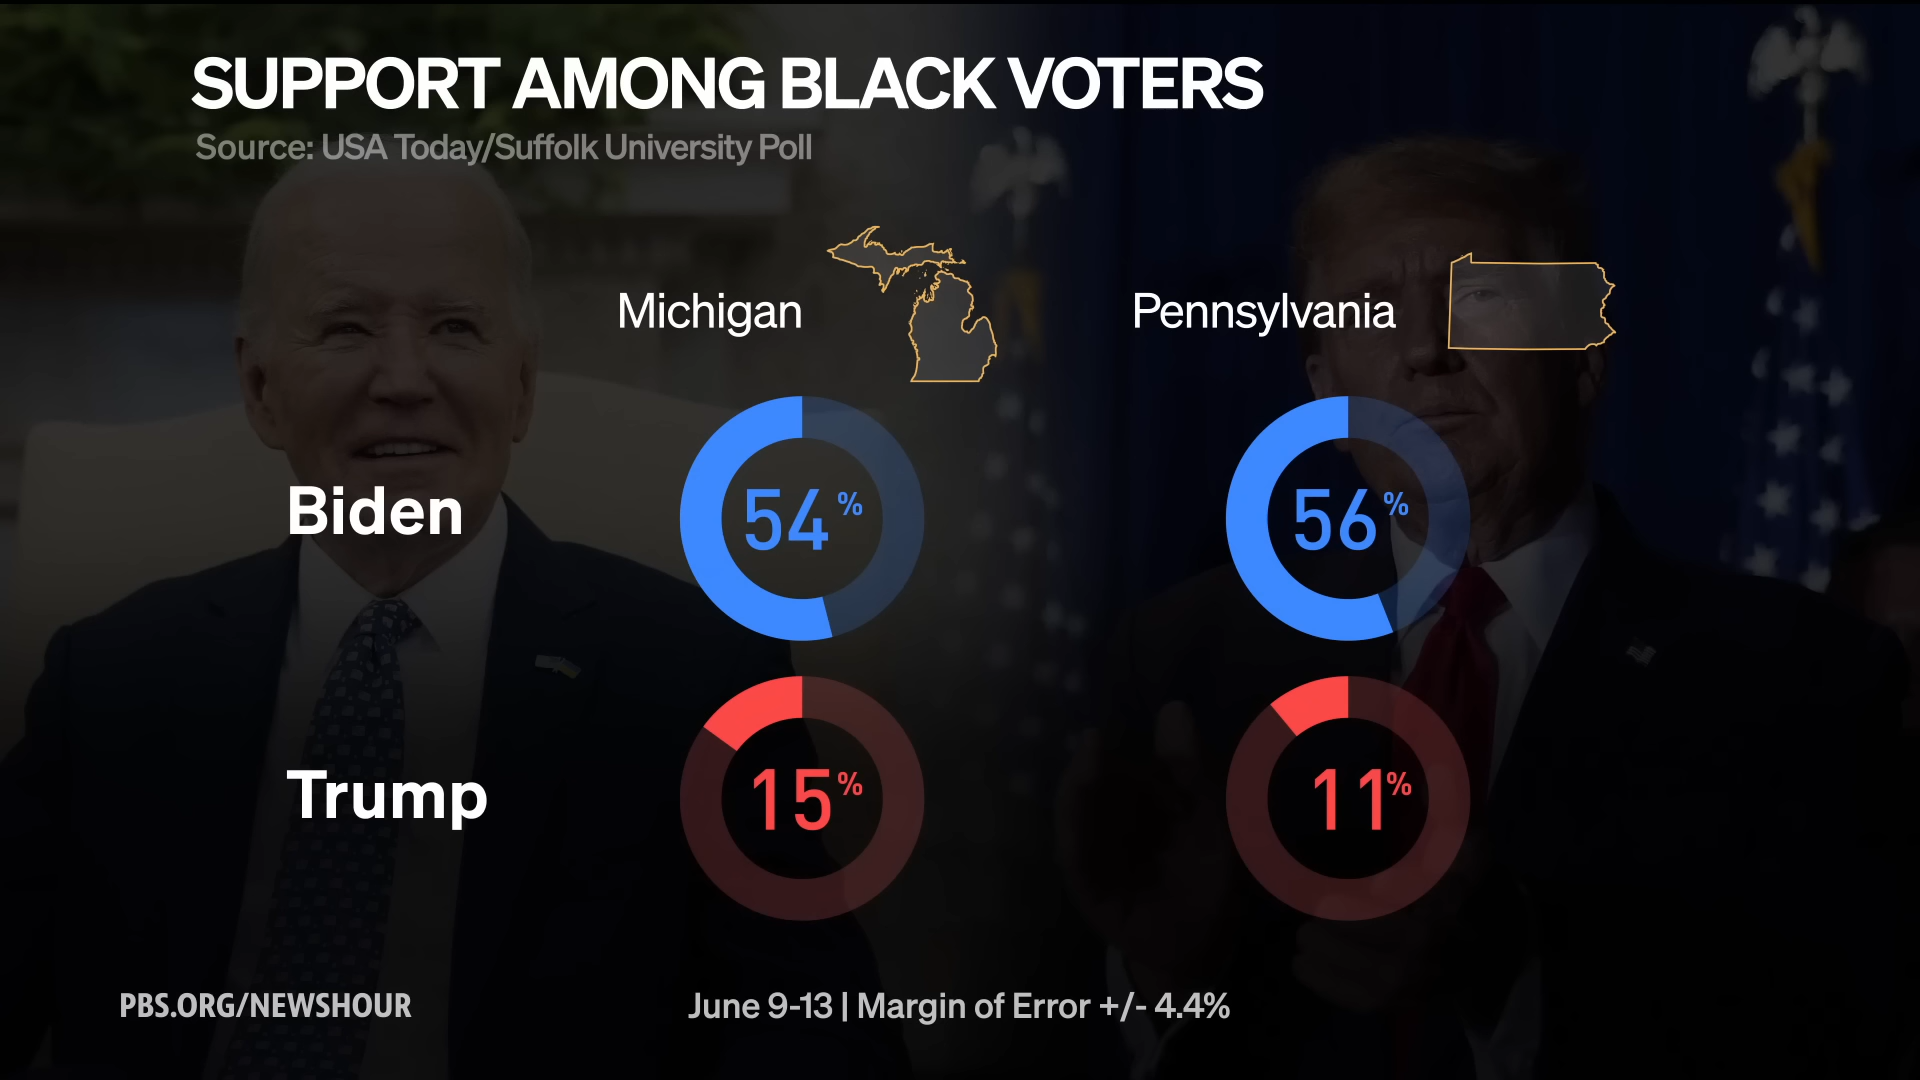 SUPPORT AMONG BLACK VOTERS
Source: USA Today/Suffolk University Poll
Michigan
Pennsylvania
Biden
54%
56%
Trump
15%
11%
PBS.ORG/NEWSHOUR
June 9-13 | Margin of Error +/- 4.4%